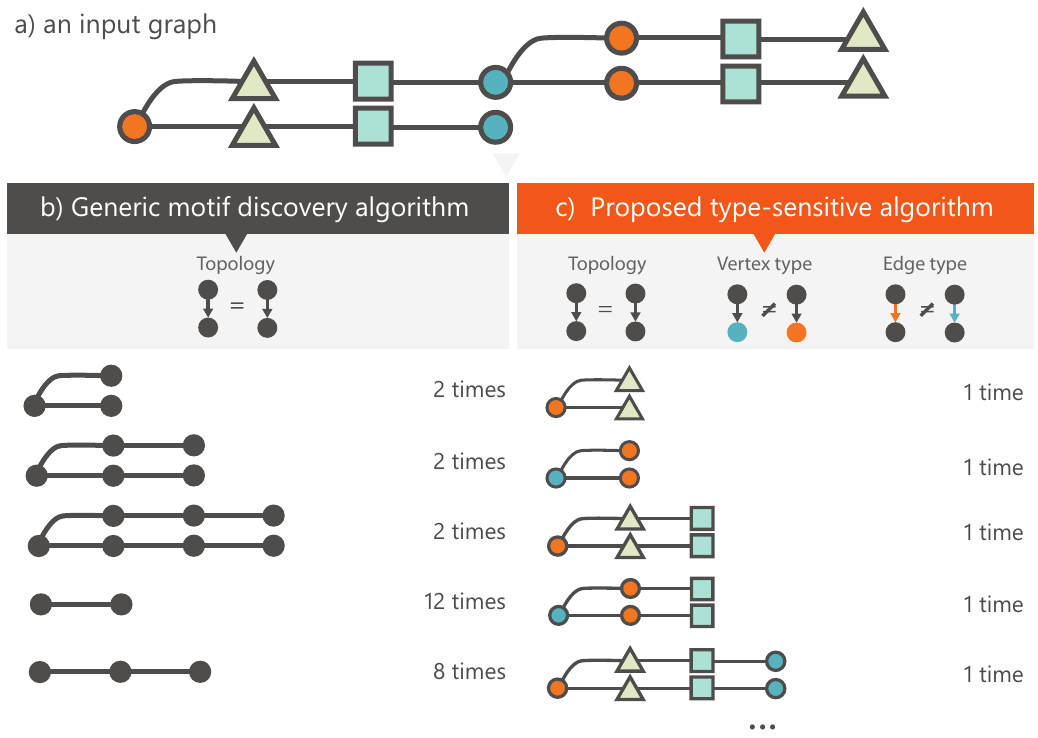 a) an input graph
b) Generic motif discovery algorithm
c) Proposed type-sensitive algorithm
Topology
=
Topology
Vertex type
Edge type
= ≠ ≠
2 times
2 times
2 times
12 times
8 times
1 time
1 time
1 time
1 time
1 time
...